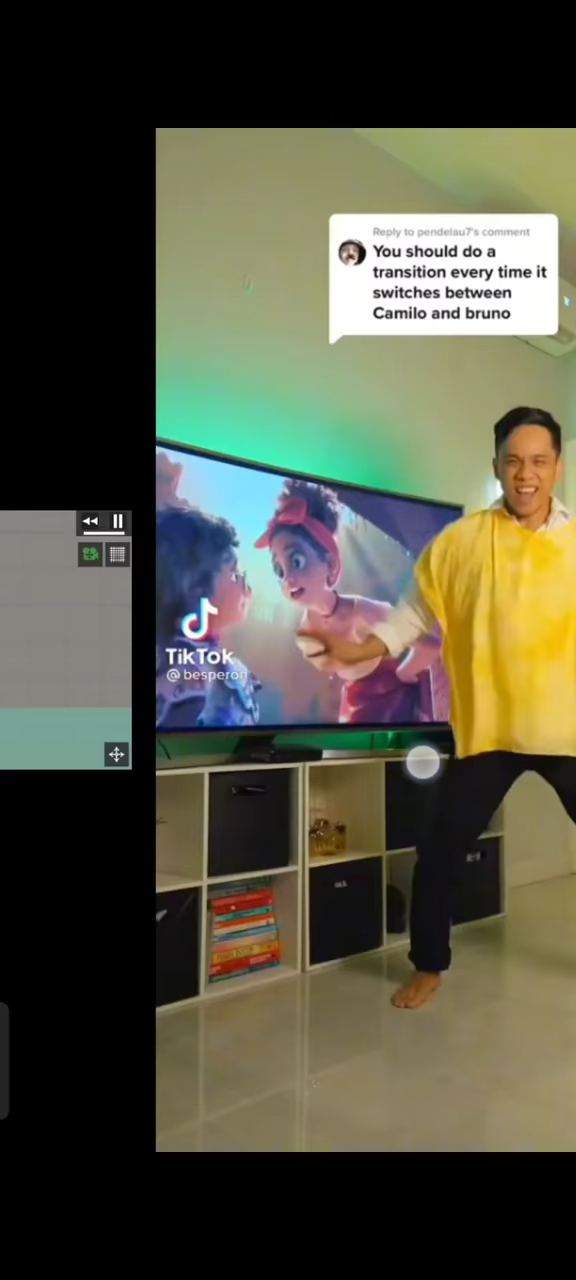 Reply to pendelau7's comment
You should do a
transition every time it
switches between
Camilo and bruno
TikTok
@besperon